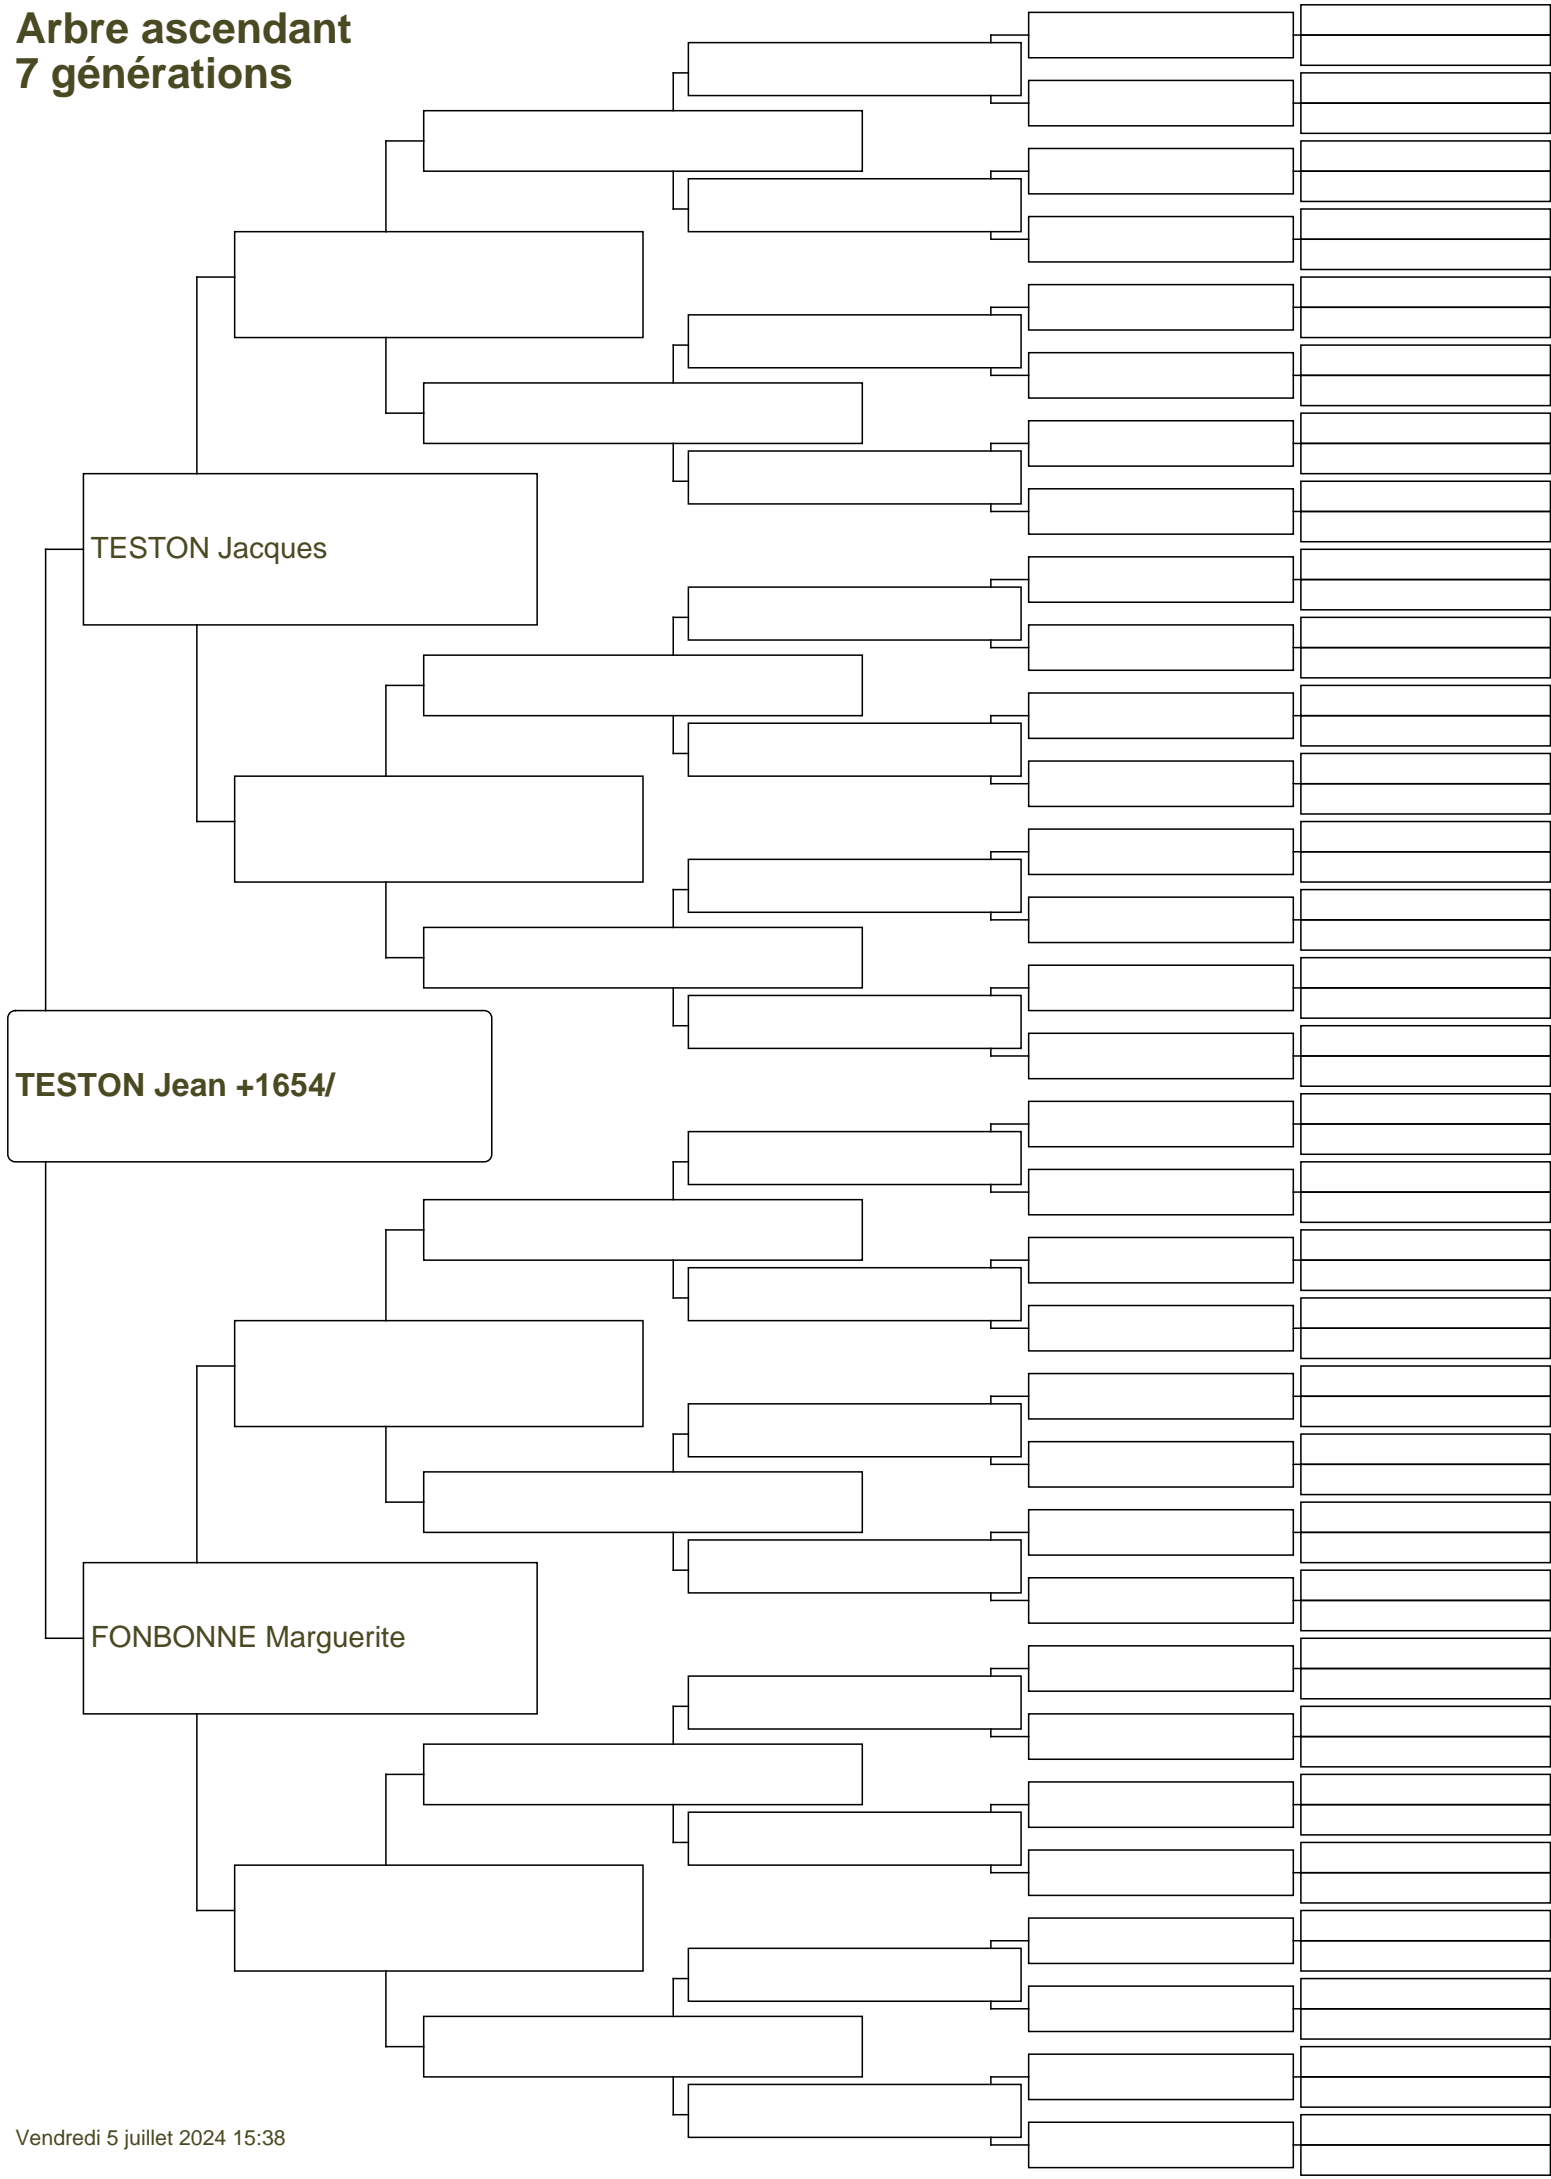 Arbre ascendant
7 générations
TESTON Jacques
TESTON Jean +1654/
FONBONNE Marguerite
Vendredi 5 juillet 2024 15:38